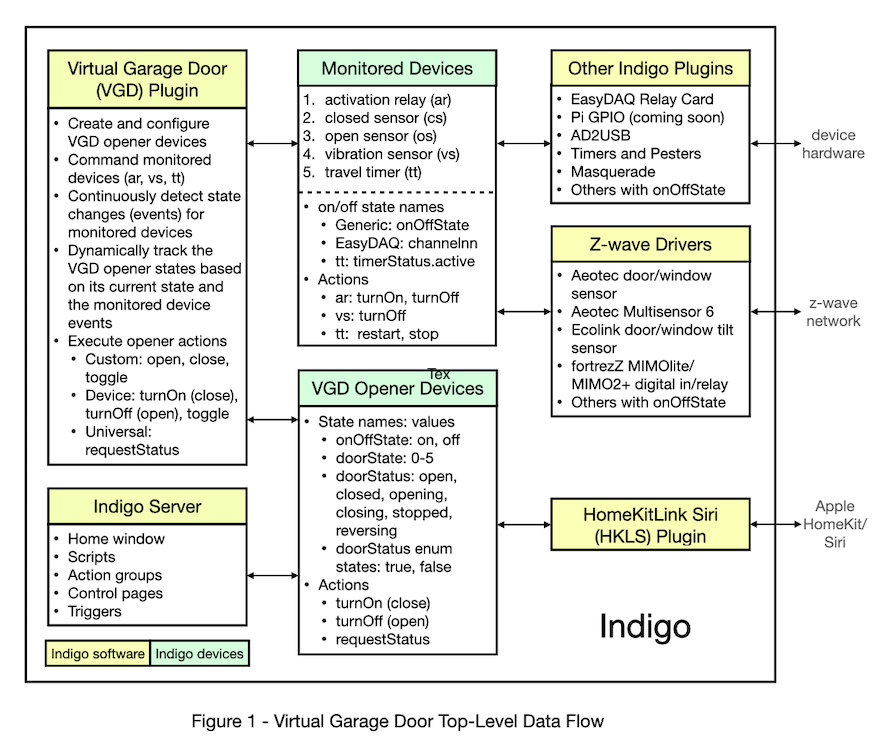 Virtual Garage Door
(VGD) Plugin
• Create and configure
VGD opener devices
• Command monitored
devices (ar, vs, tt)
• Continuously detect state
changes (events) for
monitored devices
• Dynamically track the
VGD opener states based
on its current state and
the monitored device
events
• Execute opener actions
• Custom: open, close,
toggle
• Device: turnOn (close),
turnOff (open), toggle
• Universal:
requestStatus
Indigo Server
• Home window
• Scripts
• Action groups
• Control pages
• Triggers
Indigo software
Indigo devices
Monitored Devices
1. activation relay (ar)
2. closed sensor (cs)
3. open sensor (os)
4. vibration sensor (vs)
5. travel timer (tt)
• on/off state names
• Generic: onOffState
• EasyDAQ: channelnn
• tt: timerStatus.active
• Actions
• ar: turnOn, turnOff
• vs: turnOff
• tt: restart, stop
Tex
VGD Opener Devices
• State names: values
• onOffState: on, off
• doorState: 0-5
• doorStatus: open,
closed, opening,
closing, stopped,
reversing
• doorStatus enum
states: true, false
• Actions
• turnOn (close)
• turnOff (open)
• requestStatus
Other Indigo Plugins
• EasyDAQ Relay Card
• Pi GPIO (coming soon)
• AD2USB
• Timers and Pesters
• Masquerade
• Others with onOffState
device
hardware
Z-wave Drivers
• Aeotec door/window
sensor
• Aeotec Multisensor 6
• Ecolink door/window tilt
sensor
• fortrezZ MIMOlite/
MIMO2+ digital in/relay
• Others with onOffState
z-wave
network
HomeKitLink Siri
(HKLS) Plugin
Apple
HomeKit/
Siri
Indigo
Figure 1 - Virtual Garage Door Top-Level Data Flow